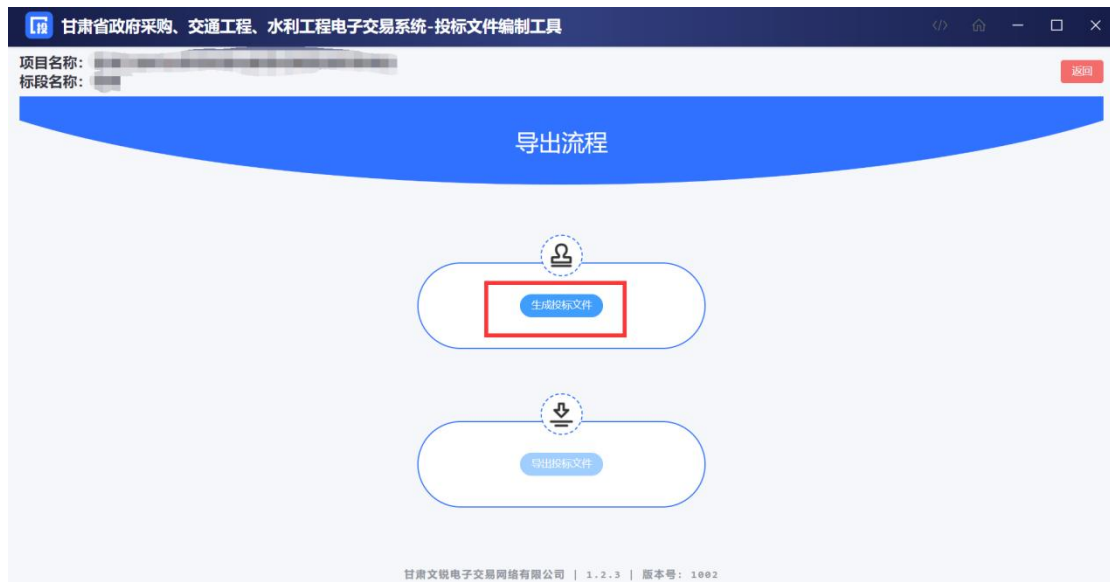 甘肃省政府采购、交通工程、水利工程电子交易系统-投标文件编制工具
项目名称：
返回
标段名称：
导出流程
生成投标文件
导出投标文件
甘肃文锐电子交易网络有限公司 | 1.2.3 | 版本号: 1002